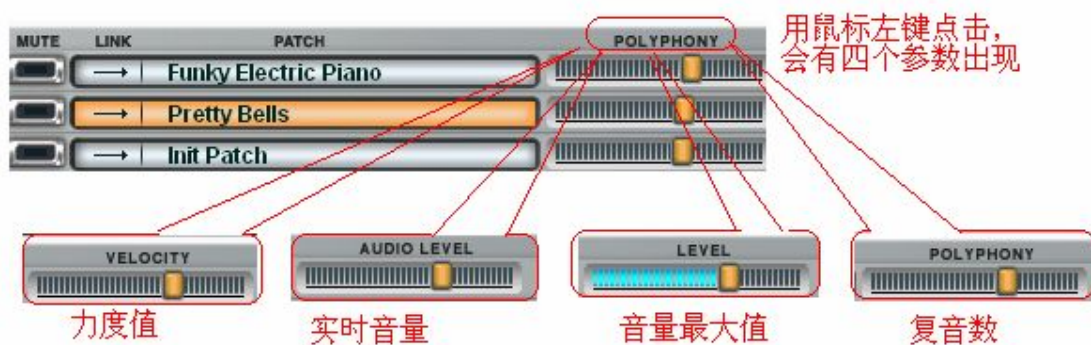 MUTE LINK PATCH POLYPHONY
用鼠标左键点击，
会有四个参数出现
→ Funky Electric Piano
→ Pretty Bells
→ Init Patch
VELOCITY
AUDIO LEVEL
LEVEL
POLYPHONY
力度值
实时音量
音量最大值
复音数